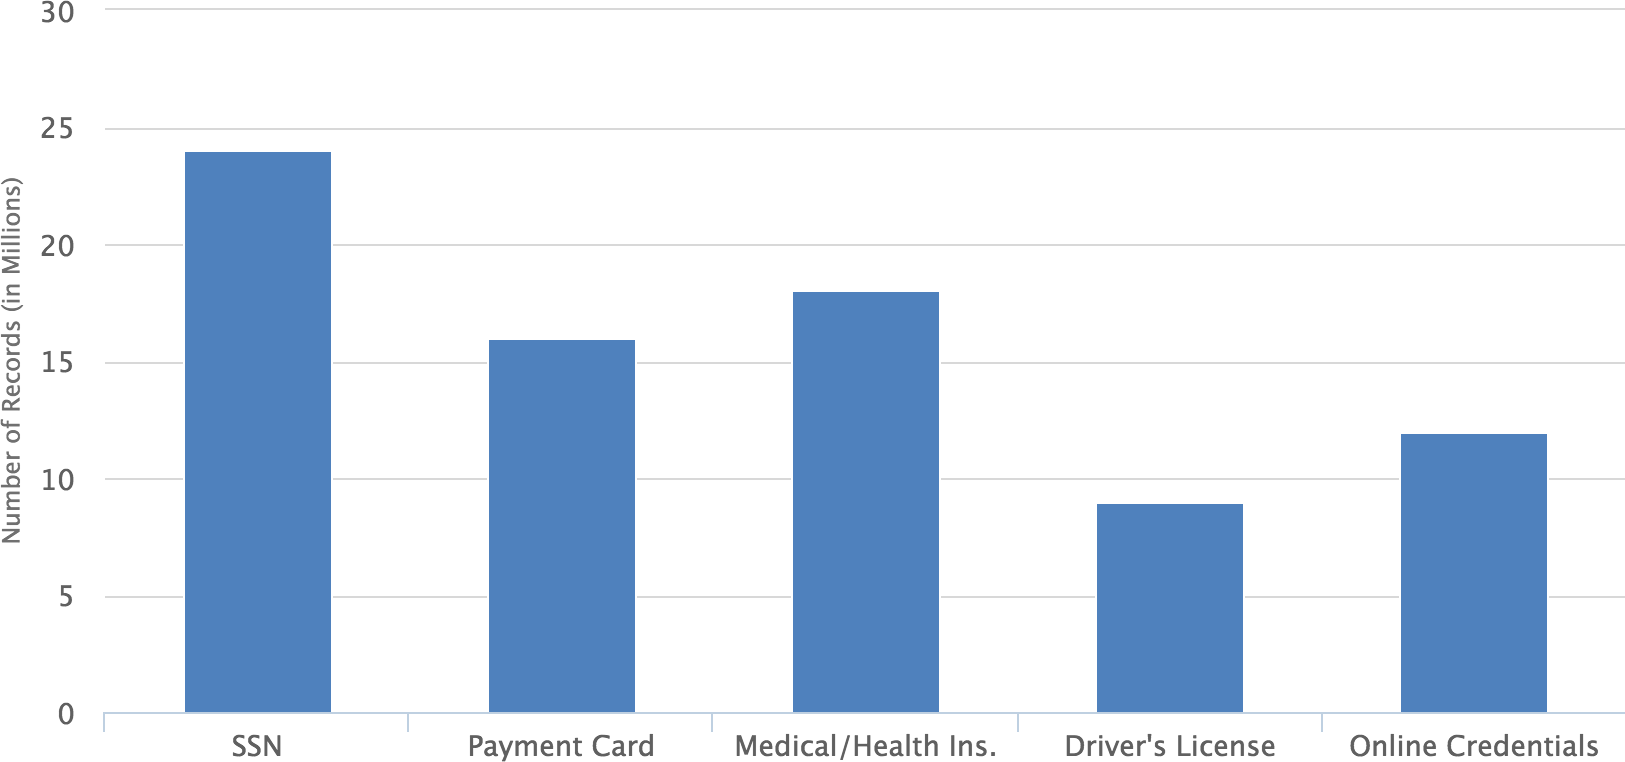 Number of Records (in Millions)
30
25
20
15
10
5
0
SSN
Payment Card
Medical/Health Ins.
Driver's License
Online Credentials